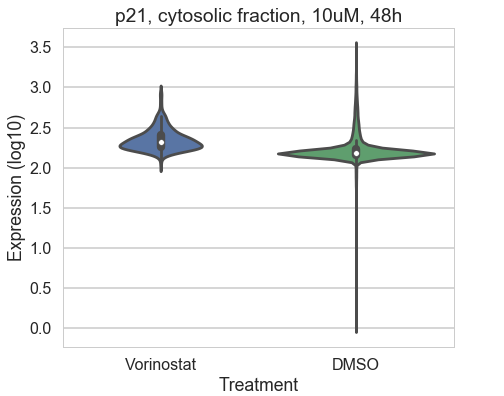 p21, cytosolic fraction, 10uM, 48h
Expression (log10)
3.5
3.0
2.5
2.0
1.5
1.0
0.5
0.0
Vorinostat DMSO
Treatment